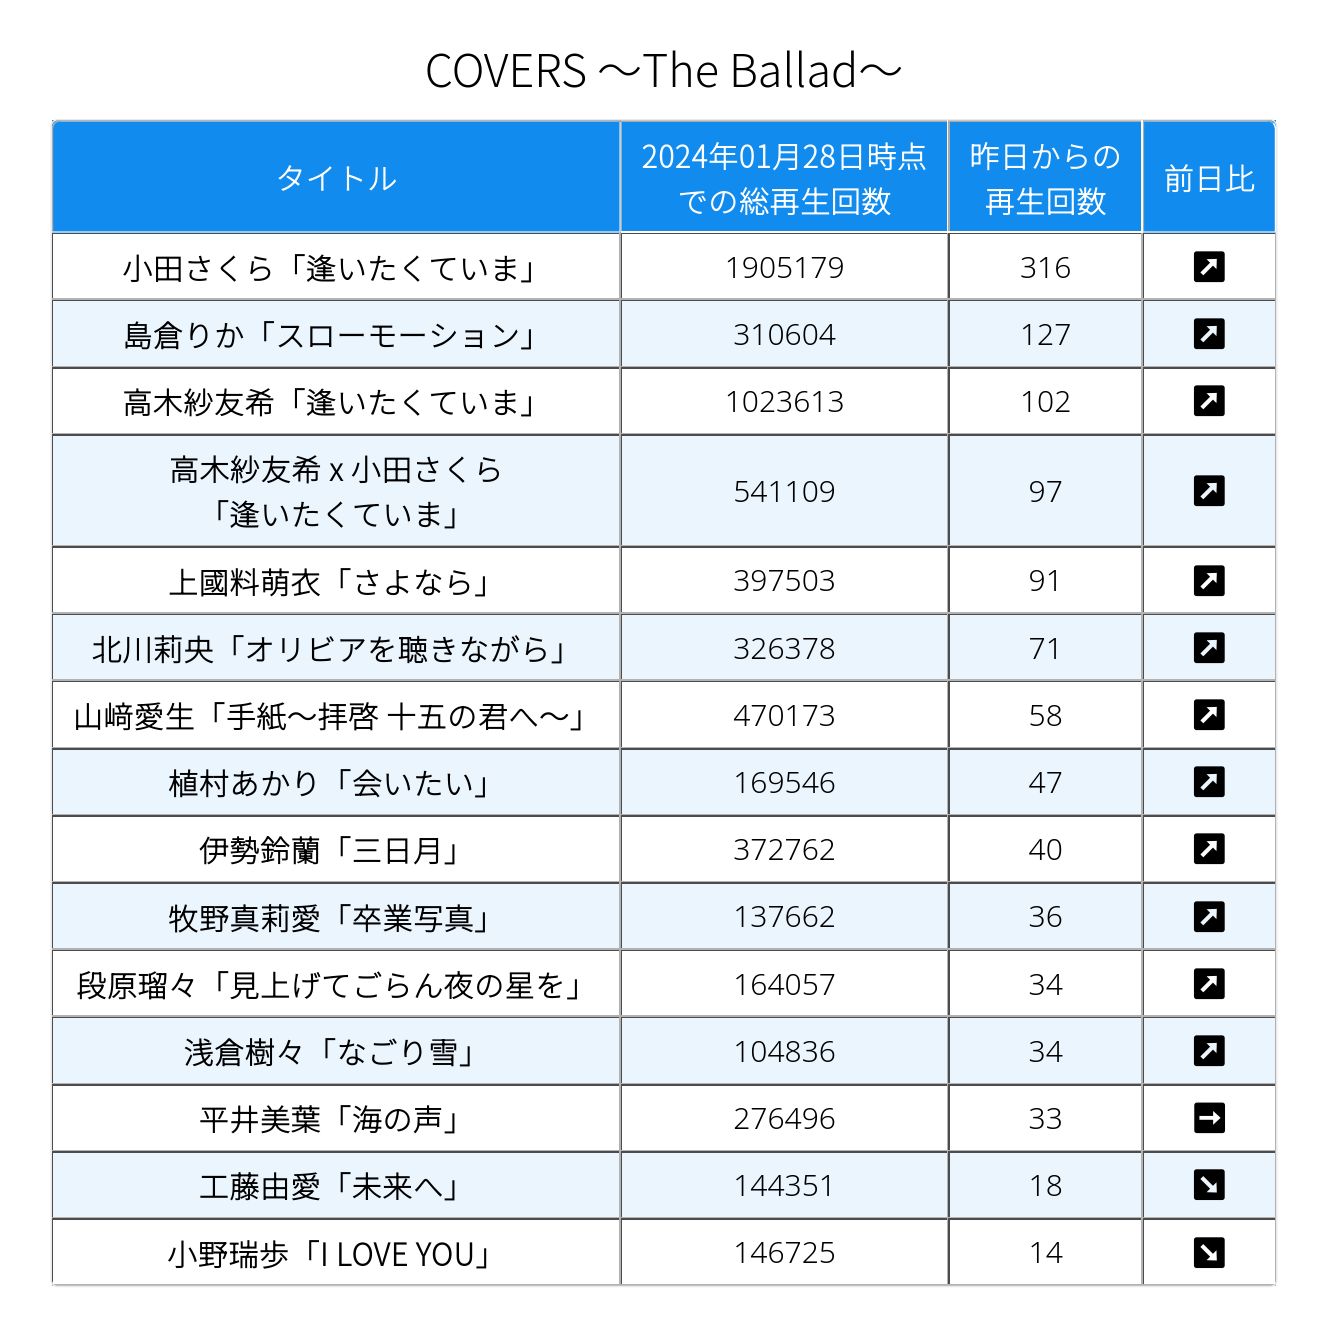 COVERS ～The Ballad～
タイトル
2024年01月28日時点
での総再生回数
昨日からの
再生回数
前日比
小田さくら「逢いたくていま」 1905179 316
島倉りか「スローモーション」 310604 127
高木紗友希「逢いたくていま」 1023613 102
高木紗友希 x 小田さくら
「逢いたくていま」 541109 97
上國料萌衣「さよなら」 397503 91
北川莉央「オリビアを聴きながら」 326378 71
山﨑愛生「手紙～拝啓 十五の君へ～」 470173 58
植村あかり「会いたい」 169546 47
伊勢鈴蘭「三日月」 372762 40
牧野真莉愛「卒業写真」 137662 36
段原瑠々「見上げてごらん夜の星を」 164057 34
浅倉樹々「なごり雪」 104836 34
平井美葉「海の声」 276496 33
工藤由愛「未来へ」 144351 18
小野瑞歩「I LOVE YOU」 146725 14